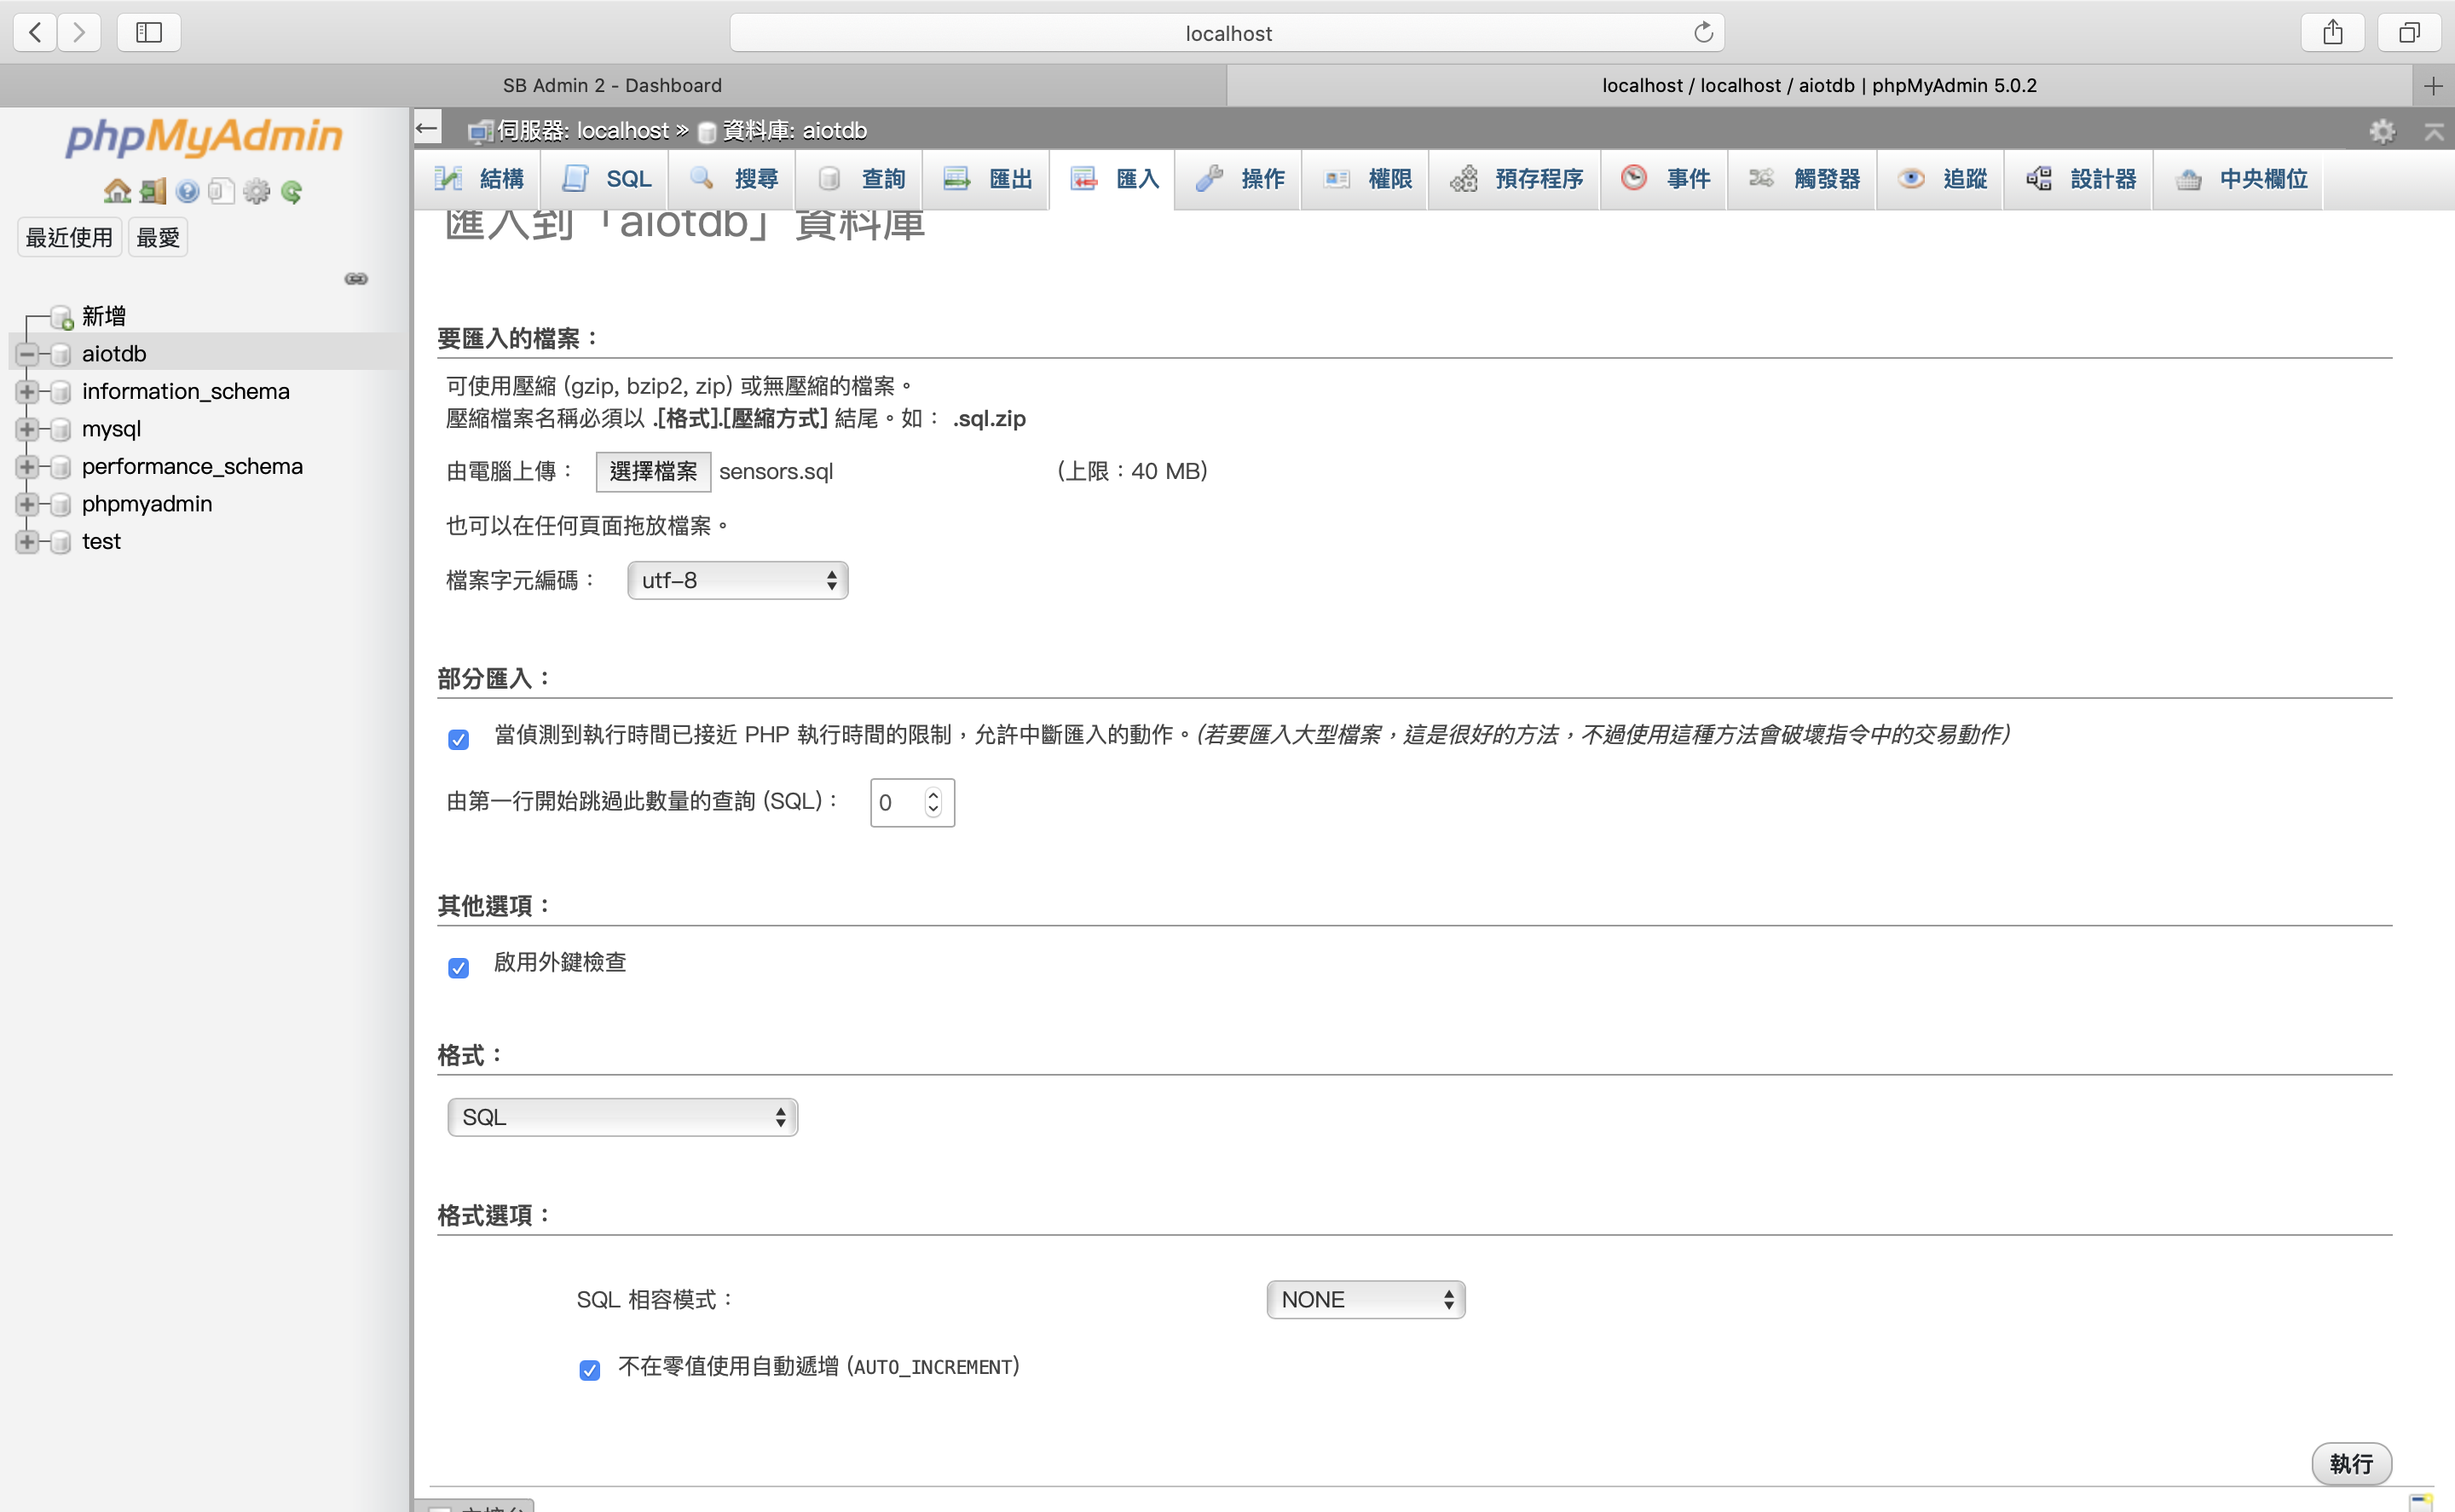 localhost
SB Admin 2 - Dashboard
localhost / localhost / aiotdb | phpMyAdmin 5.0.2
phpMyAdmin
最近使用 最愛
新增
aiotdb
information_schema
mysql
performance_schema
phpmyadmin
test
伺服器: localhost » 資料庫: aiotdb
結構 SQL 搜尋 查詢 匯出 匯入 操作 權限 預存程序 事件 觸發器 追蹤 設計器 中央欄位
匯入到「aiotdb」資料庫
要匯入的檔案：
可使用壓縮 (gzip, bzip2, zip) 或無壓縮的檔案。
壓縮檔案名稱必須以 .[格式].[壓縮方式] 結尾。如： .sql.zip
由電腦上傳： 選擇檔案 sensors.sql (上限：40 MB)
也可以在任何頁面拖放檔案。
檔案字元編碼： utf-8
部分匯入：
當偵測到執行時間已接近 PHP 執行時間的限制，允許中斷匯入的動作。(若要匯入大型檔案，這是很好的方法，不過使用這種方法會破壞指令中的交易動作)
由第一行開始跳過此數量的查詢 (SQL)： 0
其他選項：
啟用外鍵檢查
格式：
SQL
格式選項：
SQL 相容模式： NONE
不在零值使用自動遞增 (AUTO_INCREMENT)
執行